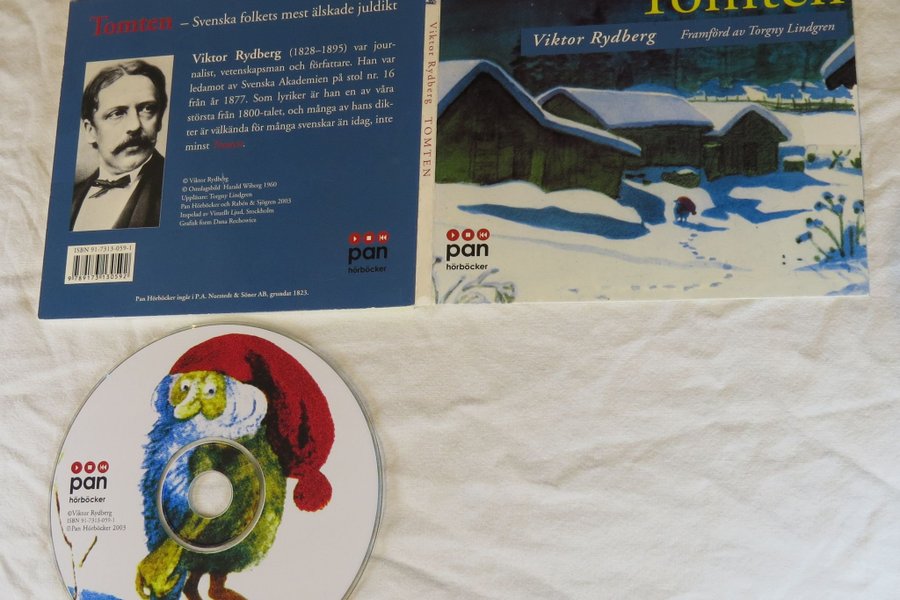 Tomten – Svenska folkets mest älskade juldikt
Viktor Rydberg (1828–1895) var jour-
nalist, vetenskapsman och författare. Han var
ledamot av Svenska Akademien på stol nr. 16
från år 1877. Som lyriker är han en av våra
största från 1800-talet, och många av hans dik-
ter är välkända för många svenskar än idag, inte
minst Tomten.
© Viktor Rydberg
© Omslagsbild Harald Wiberg 1960
Uppläsare: Torgny Lindgren
Pan Hörböcker och Rabén & Sjögren 2003
Inspelad av Visuellt Ljud, Stockholm
Grafisk form Dana Rechowicz
ISBN 91-7313-059-1
9 789173 130592
pan
hörböcker
Pan Hörböcker ingår i P.A. Norstedt & Söner AB, grundat 1823.
Viktor Rydberg TOMTEN
Tomten
Viktor Rydberg Framförd av Torgny Lindgren
pan
hörböcker
pan
hörböcker
©Viktor Rydberg
ISBN 91-7313-059-1
℗Pan Hörböcker 2003